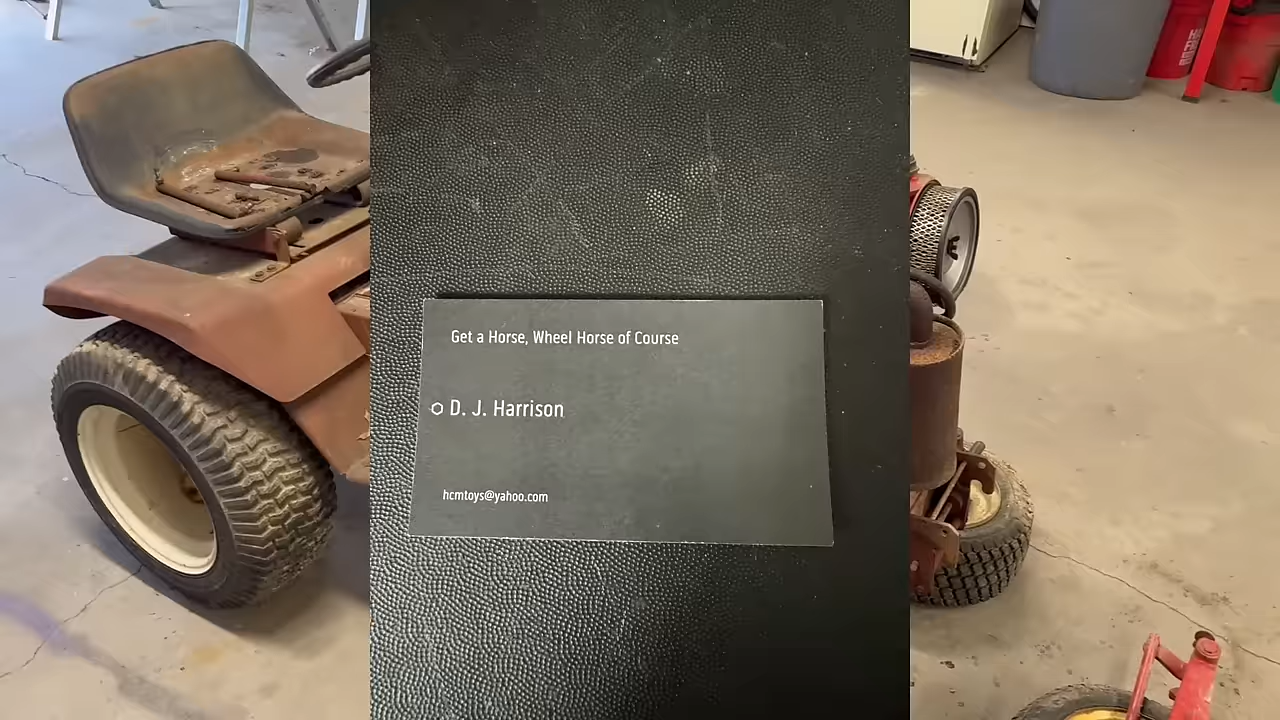 Get a Horse, Wheel Horse of Course
D. J. Harrison
hcmtoys@yahoo.com